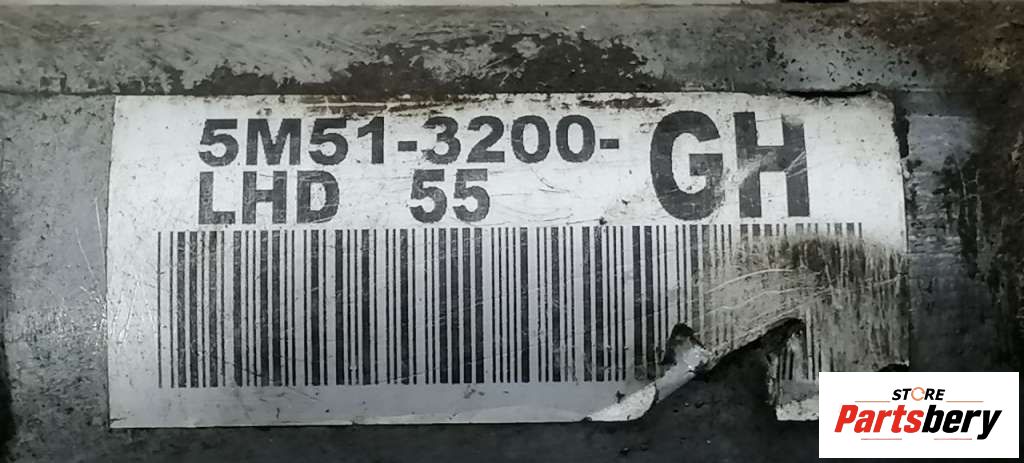 5M51-3200-GH
LHD 55
STORE
Partsbery